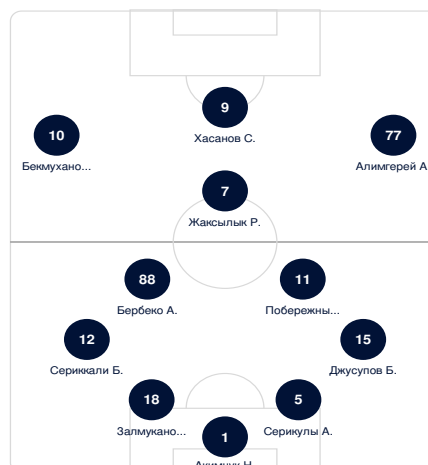 9
Хасанов С.
10
Бекмухано...
77
Алимгерей А
7
Жаксылык Р.
88
Бербеко А.
11
Побережны...
12
Сериккали Б.
15
Джусупов Б.
18
Залмукано...
5
Серикулы А.
1
Акимчук Н